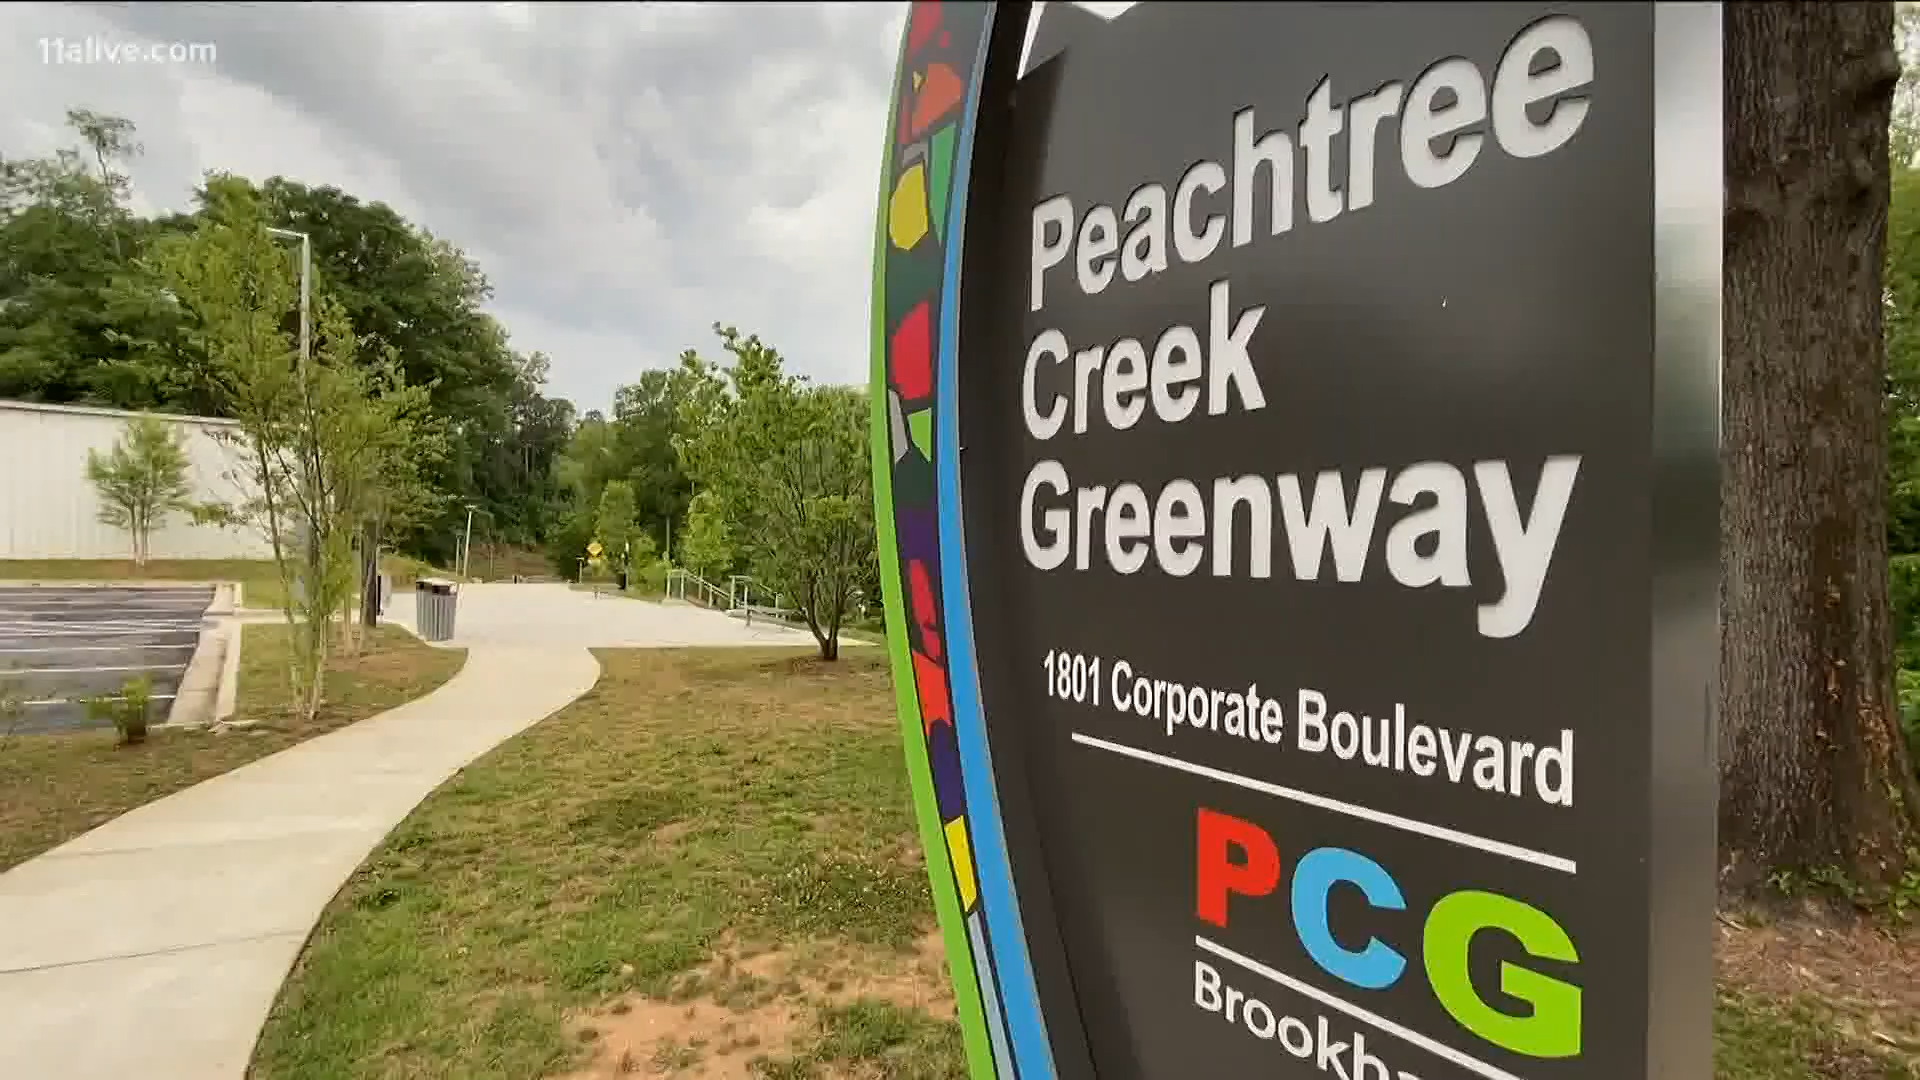 11alive.com
Peachtree
Creek
Greenway
1801 Corporate Boulevard
PCG